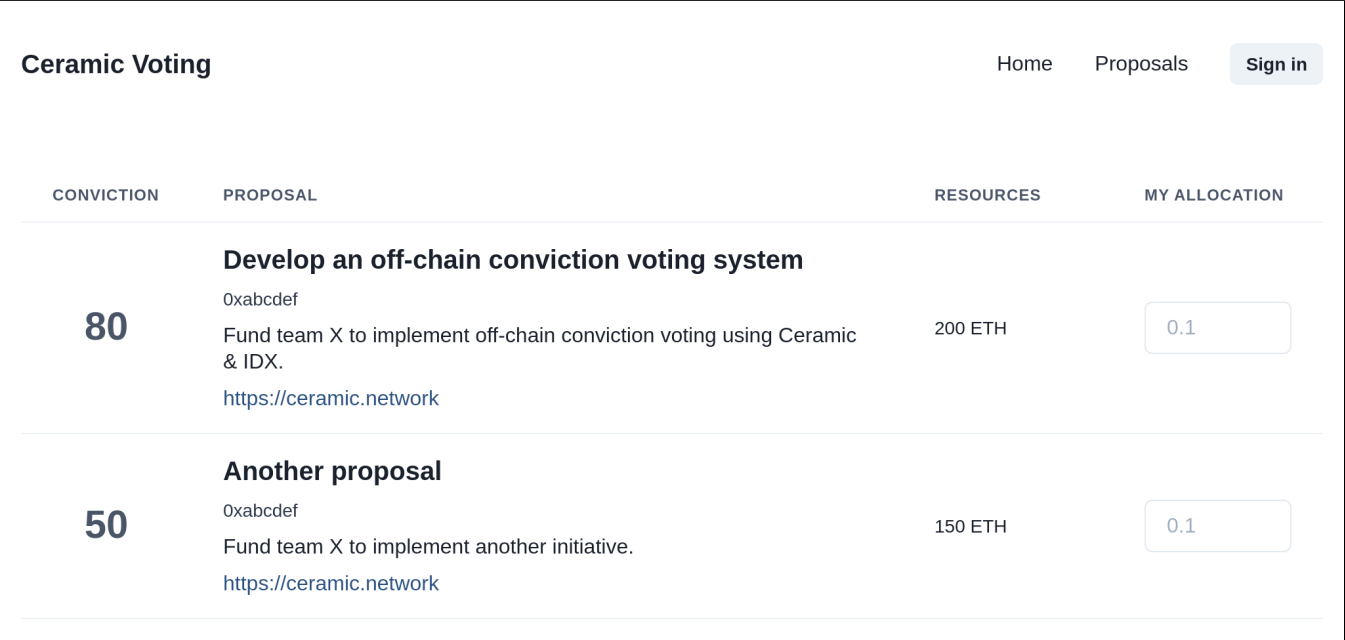 Ceramic Voting
Home Proposals Sign in
CONVICTION PROPOSAL RESOURCES MY ALLOCATION
Develop an off-chain conviction voting system
0xabcdef
80
Fund team X to implement off-chain conviction voting using Ceramic
& IDX.
200 ETH
0.1
https://ceramic.network
Another proposal
0xabcdef
50
Fund team X to implement another initiative.
150 ETH
0.1
https://ceramic.network